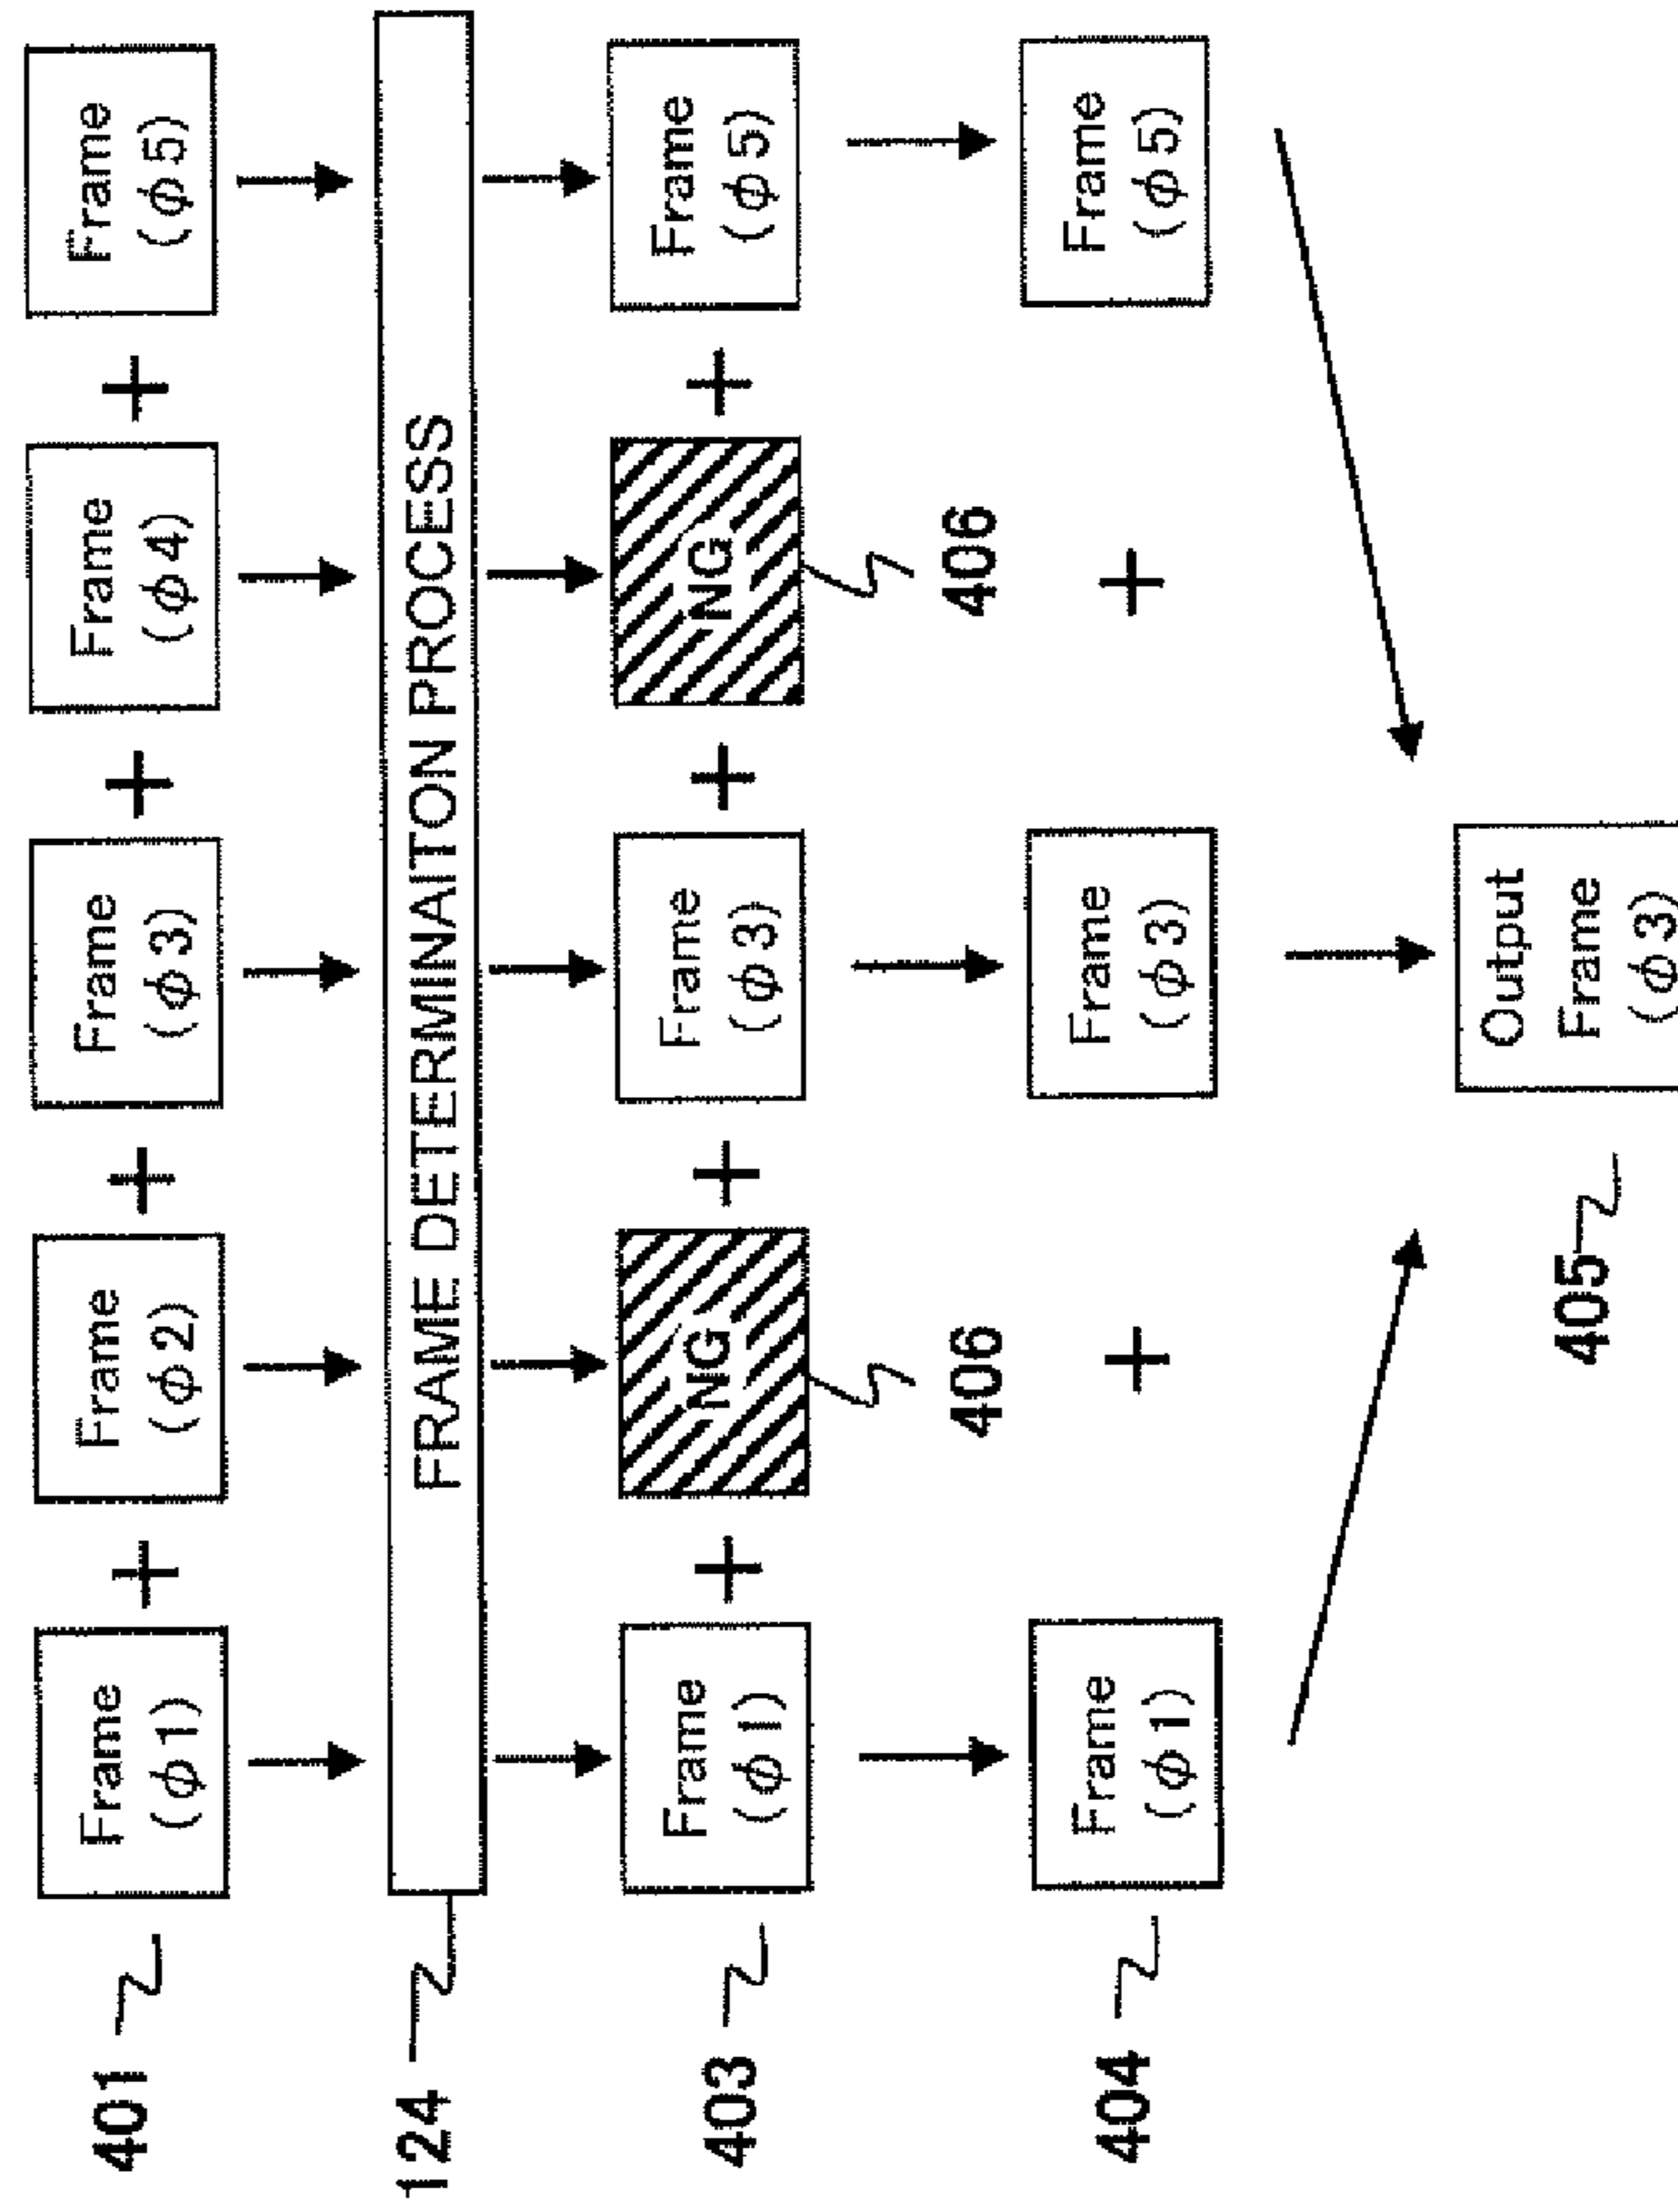 401
Frame
(φ1)
+
Frame
(φ2)
+
Frame
(φ3)
+
Frame
(φ4)
+
Frame
(φ5)
124
FRAME DETERMINAITON PROCESS
403
Frame
(φ1)
+
NG
+
Frame
(φ3)
+
NG
+
Frame
(φ5)
406
406
404
Frame
(φ1)
+
Frame
(φ3)
+
Frame
(φ5)
405
Output
Frame
(φ3)